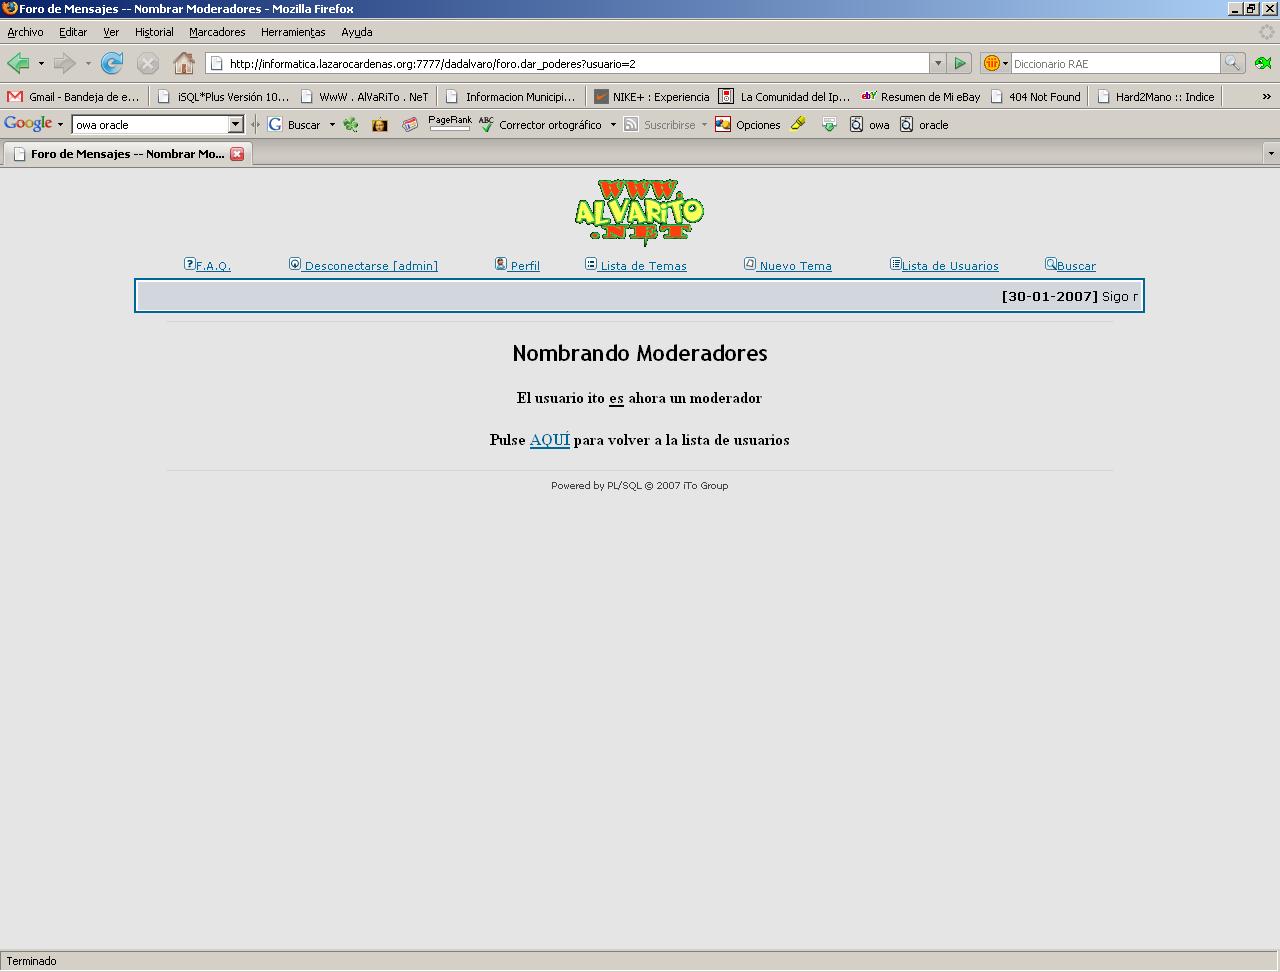 Foro de Mensajes -- Nombrar Moderadores - Mozilla Firefox
Archivo Editar Ver Historial Marcadores Herramientas Ayuda
http://informatica.lazarocardenas.org:7777/dadalvaro/foro.dar_poderes?usuario=2 Diccionario RAE
Gmail - Bandeja de e... iSQL*Plus Versión 10... WwW . AlVaRiTo . NeT Informacion Municipi... NIKE+ : Experiencia La Comunidad del Ip... ebY Resumen de Mi eBay 404 Not Found Hard2Mano :: Indice »
Google owa oracle G Buscar PageRank ABC Corrector ortográfico Suscribirse Opciones owa oracle
Foro de Mensajes -- Nombrar Mo...
WWW.
ALVARiTO
.NET
F.A.Q. Desconectarse [admin] Perfil Lista de Temas Nuevo Tema Lista de Usuarios Buscar
[30-01-2007] Sigo r
Nombrando Moderadores
El usuario ito es ahora un moderador
Pulse AQUÍ para volver a la lista de usuarios
Powered by PL/SQL © 2007 iTo Group
Terminado